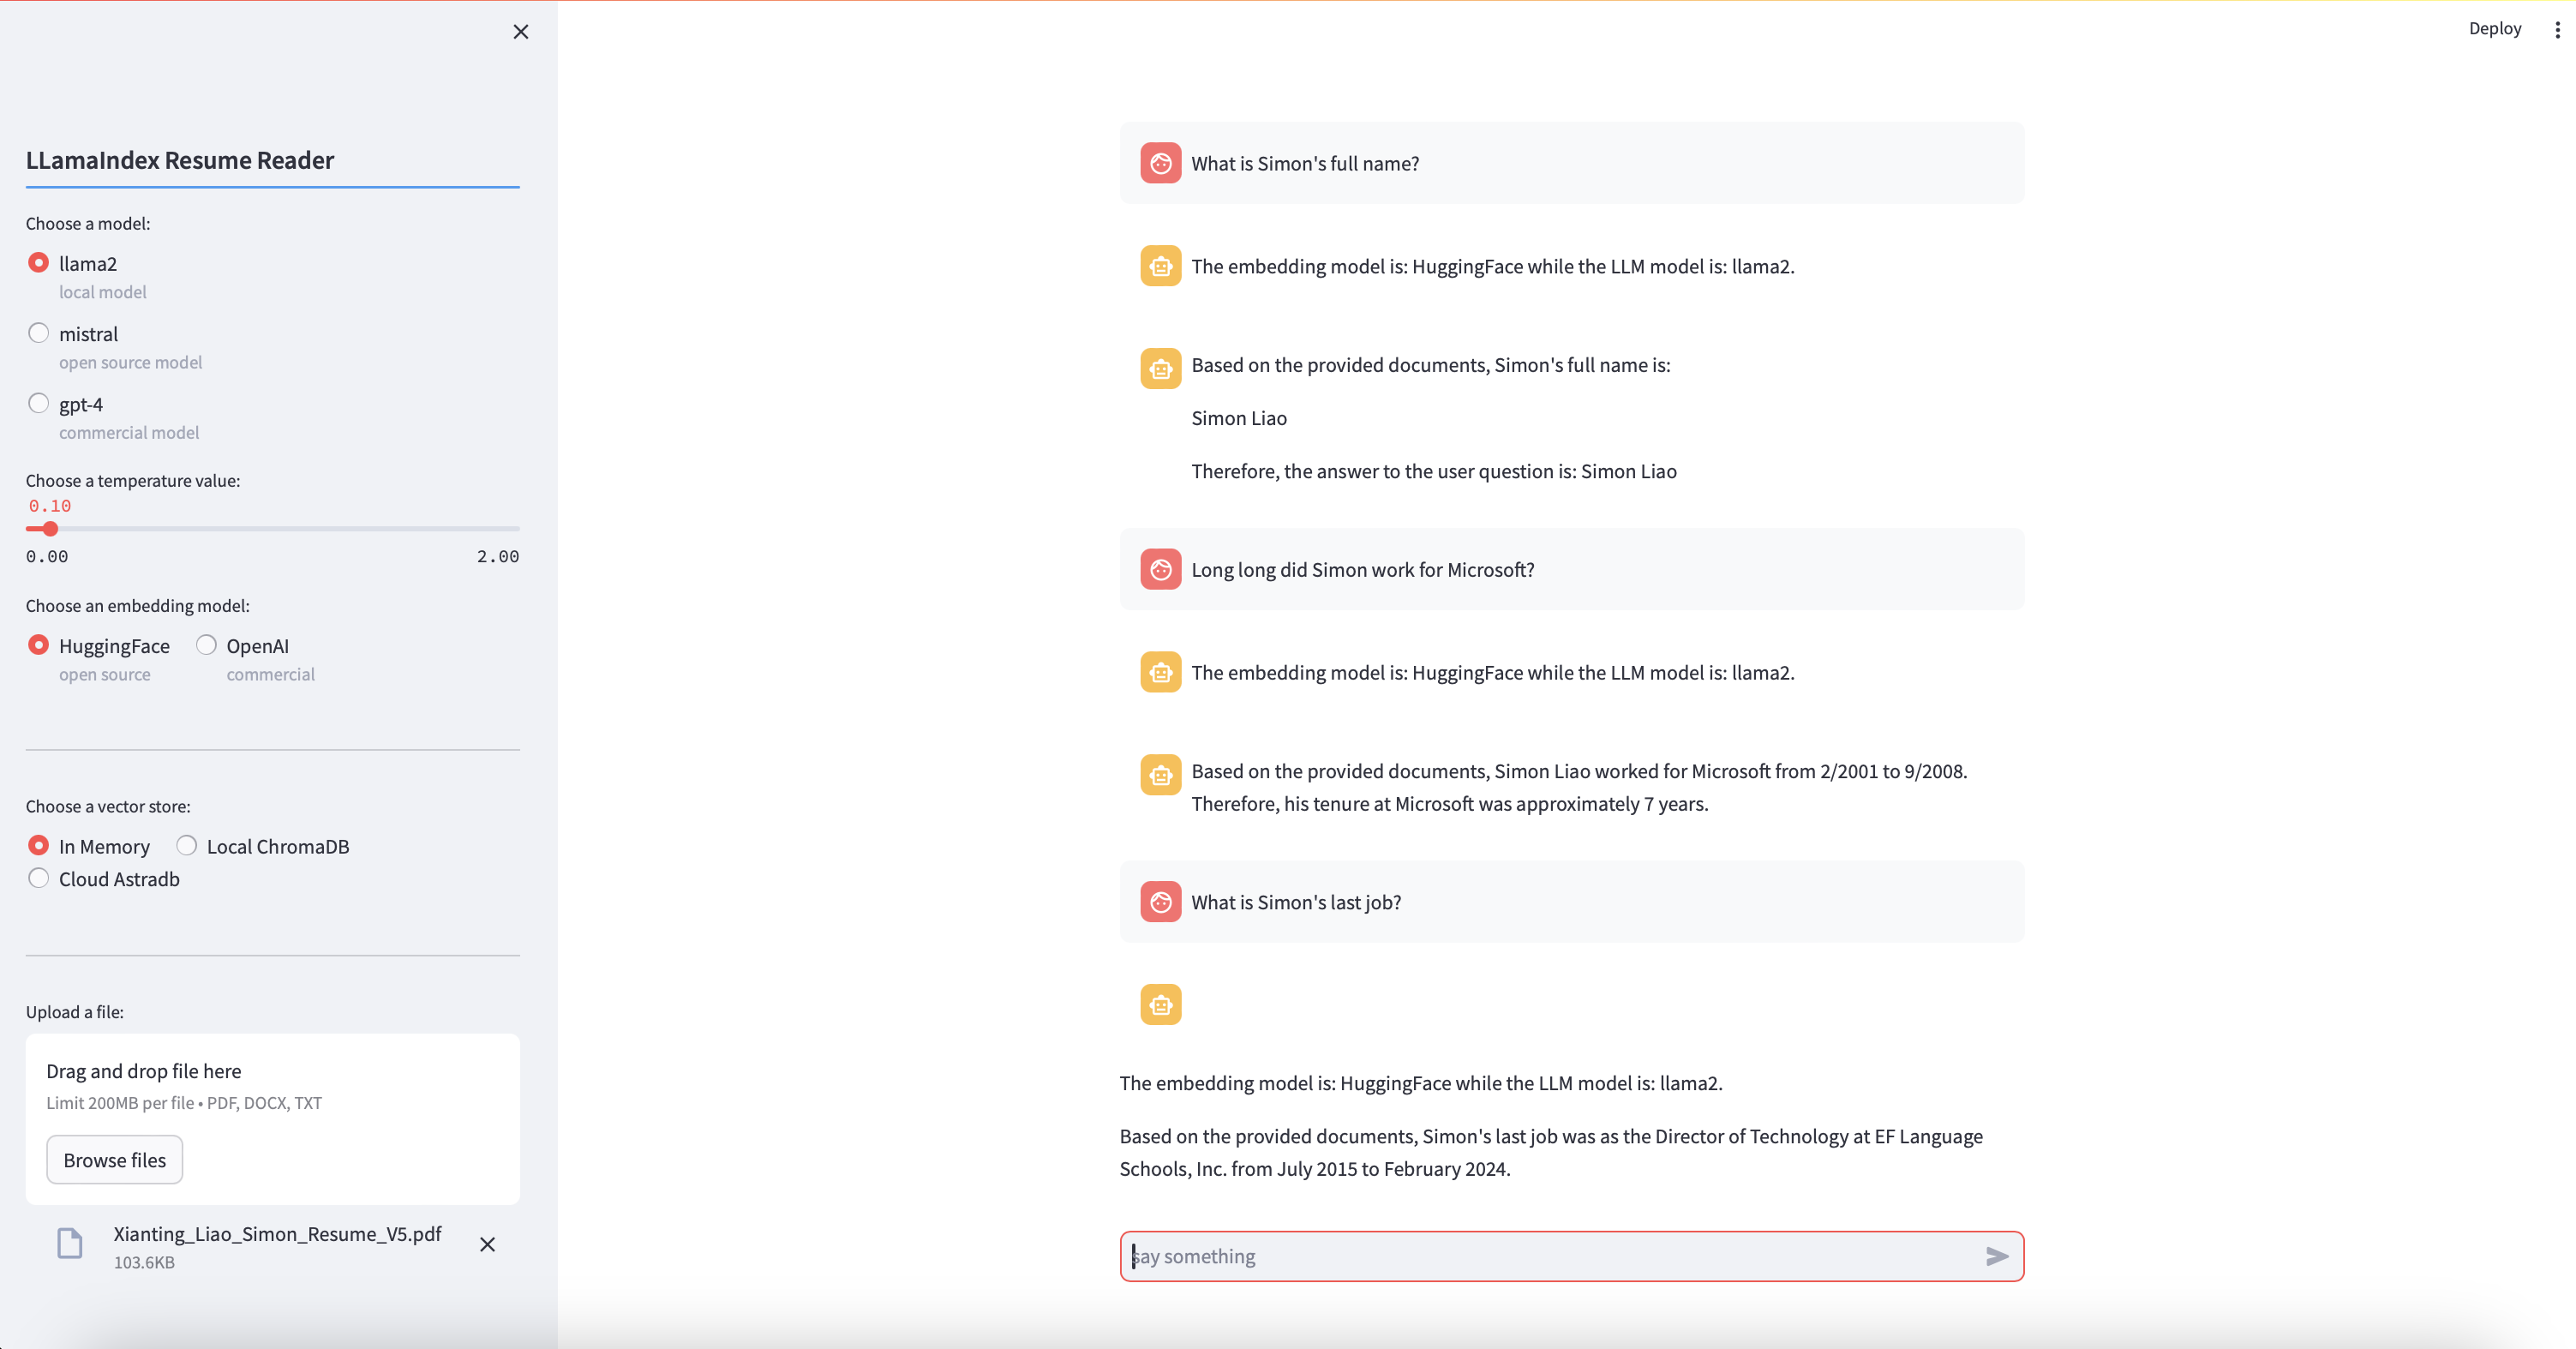 Deploy
LLamaIndex Resume Reader
Choose a model:
llama2
local model
mistral
open source model
gpt-4
commercial model
Choose a temperature value:
0.10
0.00 2.00
Choose an embedding model:
HuggingFace OpenAI
open source commercial
Choose a vector store:
In Memory Local ChromaDB
Cloud Astradb
Upload a file:
Drag and drop file here
Limit 200MB per file • PDF, DOCX, TXT
Browse files
Xianting_Liao_Simon_Resume_V5.pdf
103.6KB
What is Simon's full name?
The embedding model is: HuggingFace while the LLM model is: llama2.
Based on the provided documents, Simon's full name is:
Simon Liao
Therefore, the answer to the user question is: Simon Liao
Long long did Simon work for Microsoft?
The embedding model is: HuggingFace while the LLM model is: llama2.
Based on the provided documents, Simon Liao worked for Microsoft from 2/2001 to 9/2008.
Therefore, his tenure at Microsoft was approximately 7 years.
What is Simon's last job?
The embedding model is: HuggingFace while the LLM model is: llama2.
Based on the provided documents, Simon's last job was as the Director of Technology at EF Language
Schools, Inc. from July 2015 to February 2024.
say something